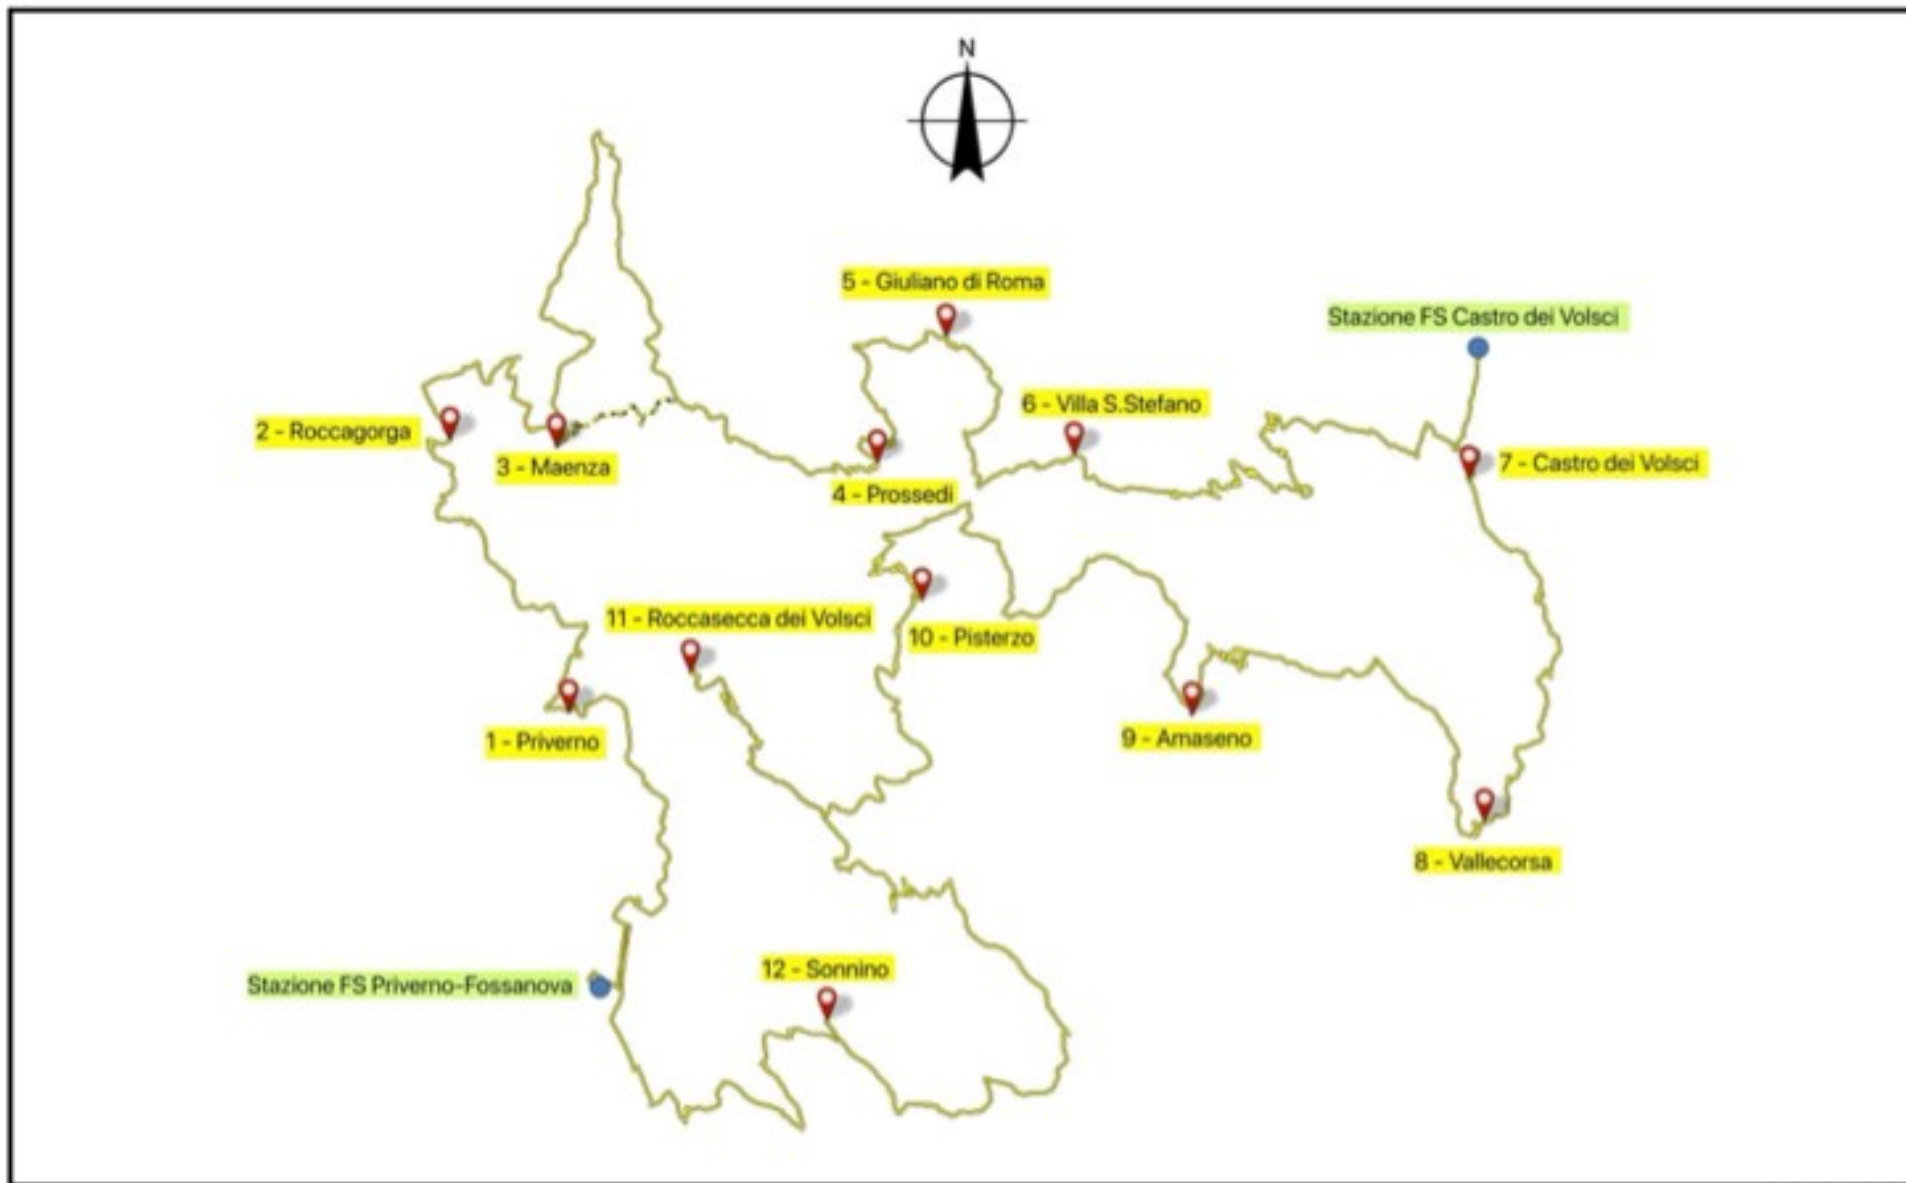 N
5 - Giuliano di Roma
Stazione FS Castro dei Volsci
6 - Villa S.Stefano
2 - Roccagorga
3 - Maenza
7 - Castro dei Volsci
4 - Prossedi
11 - Roccasecca dei Volsci
10 - Pisterzo
1 - Priverno
9 - Amaseno
8 - Vallecorsa
12 - Sonnino
Stazione FS Priverno-Fossanova